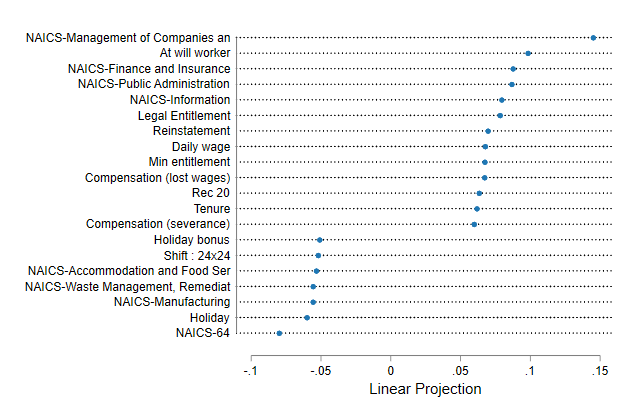 NAICS-Management of Companies an
At will worker
NAICS-Finance and Insurance
NAICS-Public Administration
NAICS-Information
Legal Entitlement
Reinstatement
Daily wage
Min entitlement
Compensation (lost wages)
Rec 20
Tenure
Compensation (severance)
Holiday bonus
Shift : 24x24
NAICS-Accommodation and Food Ser
NAICS-Waste Management, Remediat
NAICS-Manufacturing
Holiday
NAICS-64
-.1 -.05 0 .05 .1 .15
Linear Projection